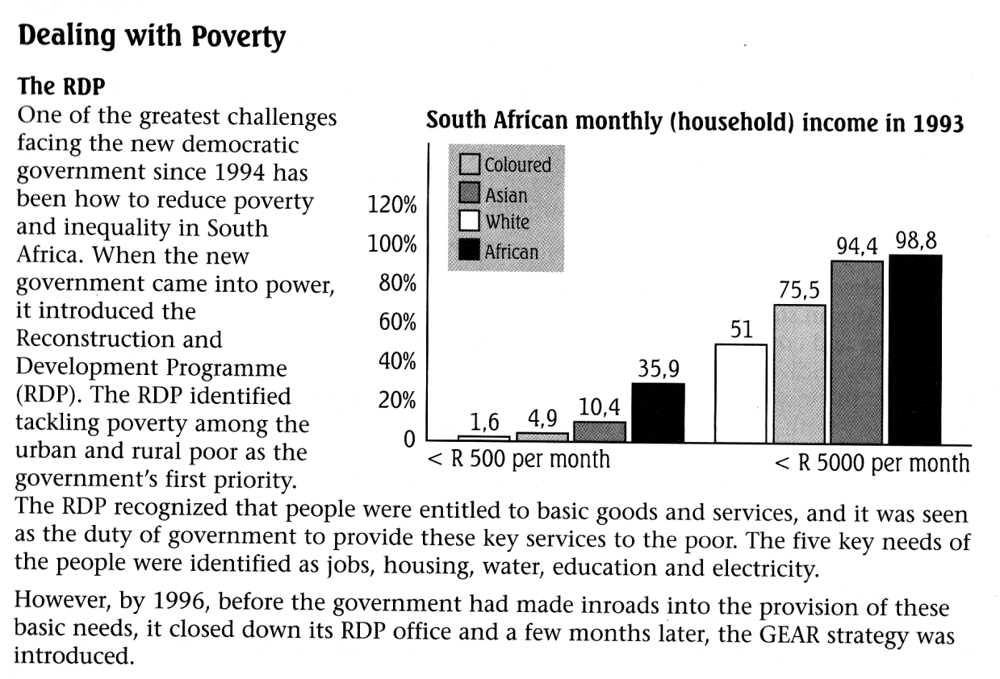 Dealing with Poverty
The RDP
One of the greatest challenges
facing the new democratic
government since 1994 has
been how to reduce poverty
and inequality in South
Africa. When the new
government came into power,
it introduced the
Reconstruction and
Development Programme
(RDP). The RDP identified
tackling poverty among the
urban and rural poor as the
government's first priority.
South African monthly (household) income in 1993
Coloured
Asian
White
African
120%
100%
80%
60%
40%
20%
0
1,6
4,9
10,4
35,9
51
75,5
94,4
98,8
< R 500 per month
< R 5000 per month
The RDP recognized that people were entitled to basic goods and services, and it was seen
as the duty of government to provide these key services to the poor. The five key needs of
the people were identified as jobs, housing, water, education and electricity.
However, by 1996, before the government had made inroads into the provision of these
basic needs, it closed down its RDP office and a few months later, the GEAR strategy was
introduced.